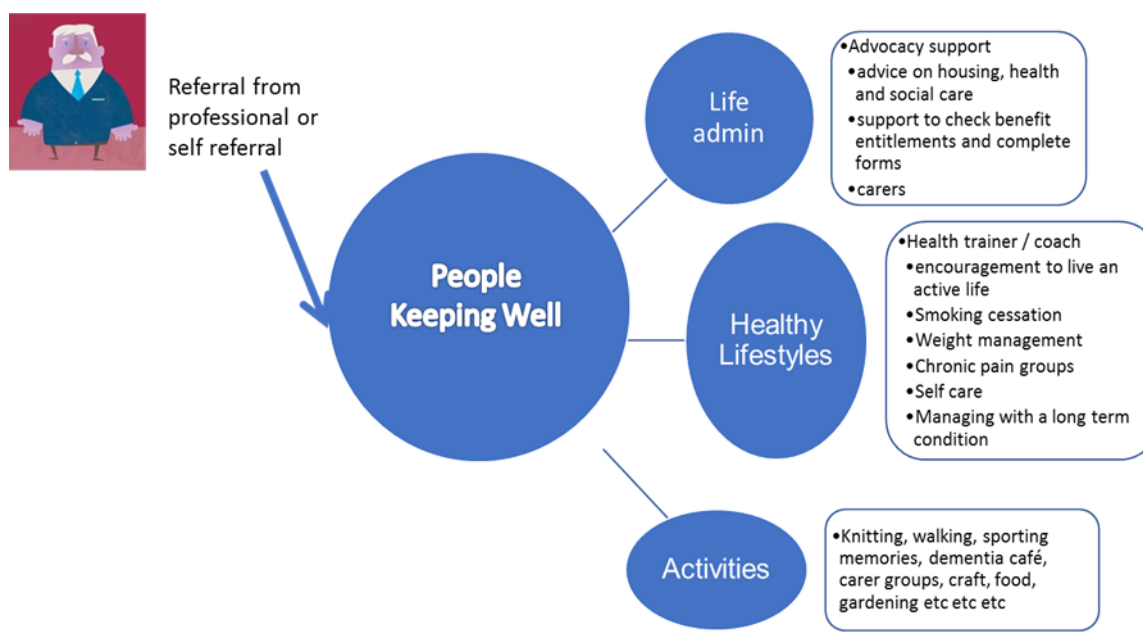 Referral from
professional or
self referral
People
Keeping Well
Life
admin
•Advocacy support
•advice on housing, health
and social care
•support to check benefit
entitlements and complete
forms
•carers
Healthy
Lifestyles
•Health trainer / coach
•encouragement to live an
active life
•Smoking cessation
•Weight management
•Chronic pain groups
•Self care
•Managing with a long term
condition
Activities
•Knitting, walking, sporting
memories, dementia café,
carer groups, craft, food,
gardening etc etc etc